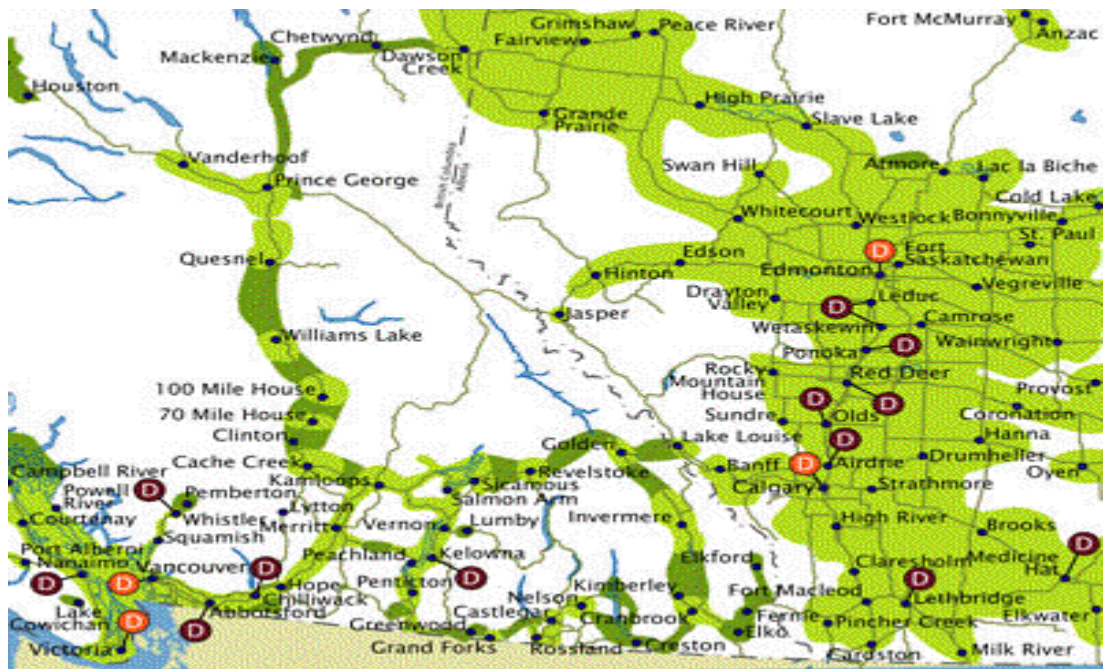 Grimshaw
Peace River
Fort McMurray
Anzac
Chetwynd
Fairview
Mackenzie
Dawson
Creek
Houston
High Prairie
Grande
Prairie
Slave Lake
Vanderhoof
Swan Hill
Atmore
Lac la Biche
Prince George
British Columbia
Alberta
Cold Lake
Whitecourt
Westlock
Bonnyville
St. Paul
Quesnel
Edson
D
Fort
Saskatchewan
Hinton
Edmonton
Vegreville
Drayton
Valley
Leduc
D
Jasper
Camrose
Wetaskewin
Williams Lake
Ponoka
D
Wainwright
Rocky
Mountain
House
Red Deer
Provost
100 Mile House
D
D
70 Mile House
Sundre
Olds
Coronation
Clinton
Golden
Lake Louise
D
Hanna
Cache Creek
Drumheller
Campbell River
Kamloops
Revelstoke
Banff
D
Airdrie
Oyen
Powell
River
D
Pemberton
Sicamous
Salmon Arm
Calgary
Strathmore
Courtenay
Whistler
Lytton
Merritt
Vernon
Lumby
Invermere
High River
Brooks
Squamish
Port Alberni
Nanaimo
Vancouver
D
Peachland
Kelowna
Elkford
Claresholm
Medicine
Hat
D
D
D
Hope
Penticton
D
Kimberley
Fort Macleod
D
Lethbridge
Chilliwack
Nelson
Lake
Cowichan
D
Abbotsford
Castlegar
Cranbrook
Fernie
Elkwater
D
Greenwood
Elko
Pincher Creek
Victoria
Grand Forks
Rossland
Creston
Cardston
Milk River